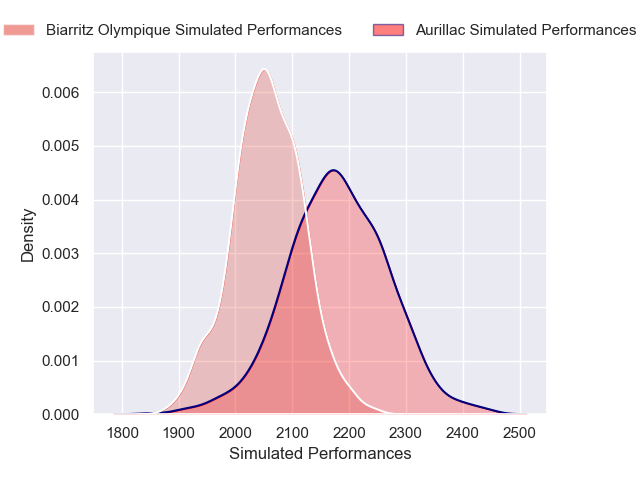 Biarritz Olympique Simulated Performances Aurillac Simulated Performances
0.006
0.005
0.004
0.003
0.002
0.001
0.000
Density
1800 1900 2000 2100 2200 2300 2400 2500
Simulated Performances